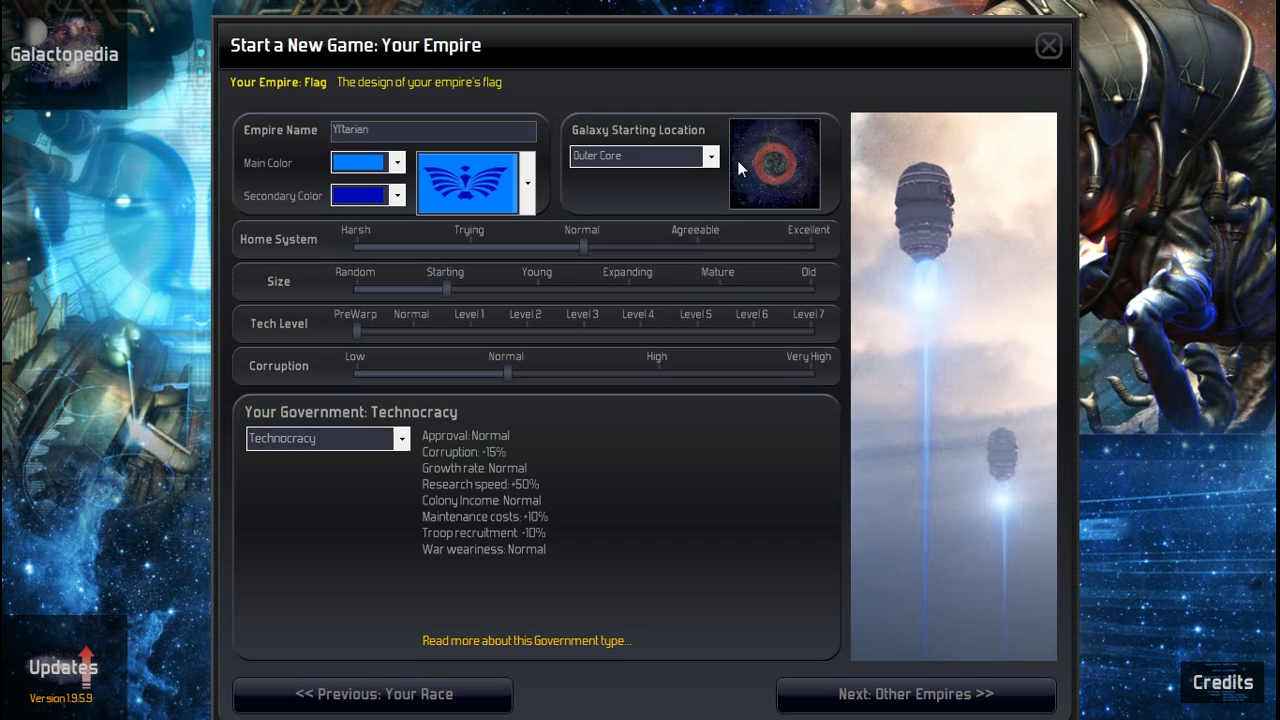 Galactopedia
Start a New Game: Your Empire
Your Empire: Flag The design of your empire's flag
Empire Name
Main Color
Secondary Color
Galaxy Starting Location
Outer Core
Home System
Harsh Trying Normal Agreeable Excellent
Size
Random Starting Young Expanding Mature Old
Tech Level
PreWarp Normal Level 1 Level 2 Level 3 Level 4 Level 5 Level 6 Level 7
Corruption
Low Normal High Very High
Your Government: Technocracy
Technocracy
Approval: Normal
Corruption: -15%
Growth rate: Normal
Research speed: +50%
Colony Income: Normal
Maintenance costs: +10%
Troop recruitment: -10%
War weariness: Normal
Read more about this Government type...
<< Previous: Your Race
Next: Other Empires >>
Updates
Version 1.9.5.9
Credits